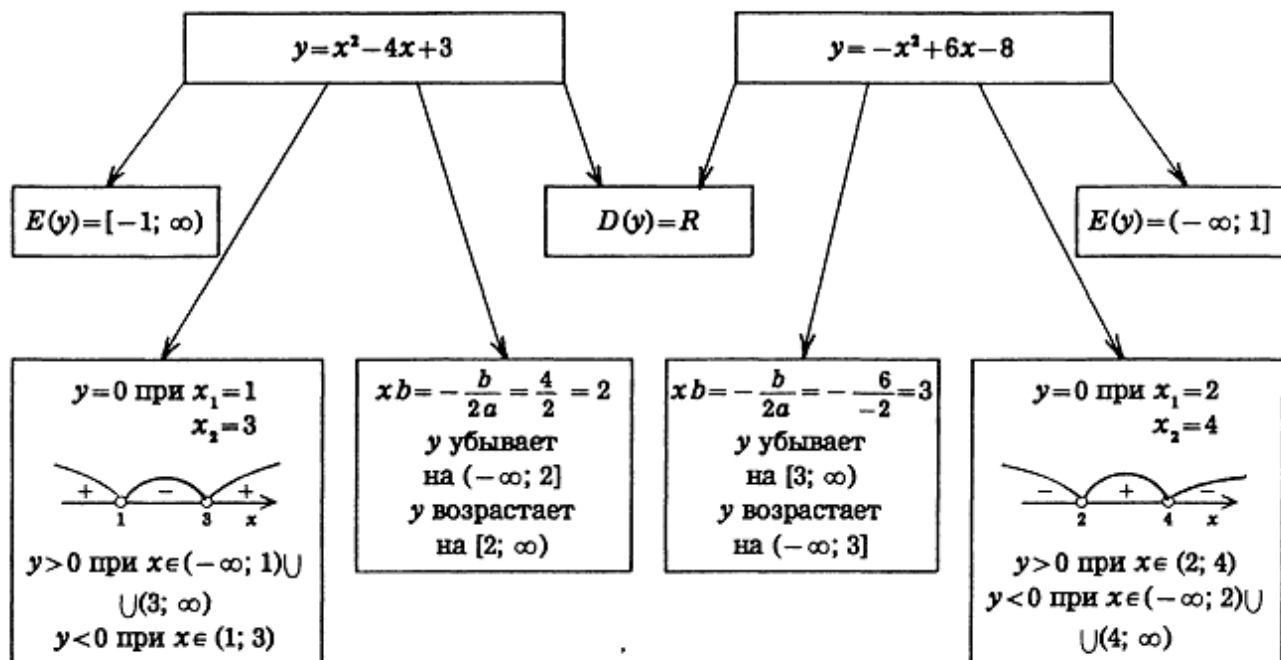 y=x²−4x+3
y=−x²+6x−8
E(y)=[−1; ∞)
D(y)=R
E(y)=(−∞; 1]
y=0 при x₁=1
x₂=3
+ − +
1 3 x
y>0 при x∈(−∞; 1)∪
∪(3; ∞)
y<0 при x∈(1; 3)
xb=−b/2a=4/2=2
y убывает
на (−∞; 2]
y возрастает
на [2; ∞)
xb=−b/2a=−6/−2=3
y убывает
на [3; ∞)
y возрастает
на (−∞; 3]
y=0 при x₁=2
x₂=4
− + −
2 4 x
y>0 при x∈(2; 4)
y<0 при x∈(−∞; 2)∪
∪(4; ∞)